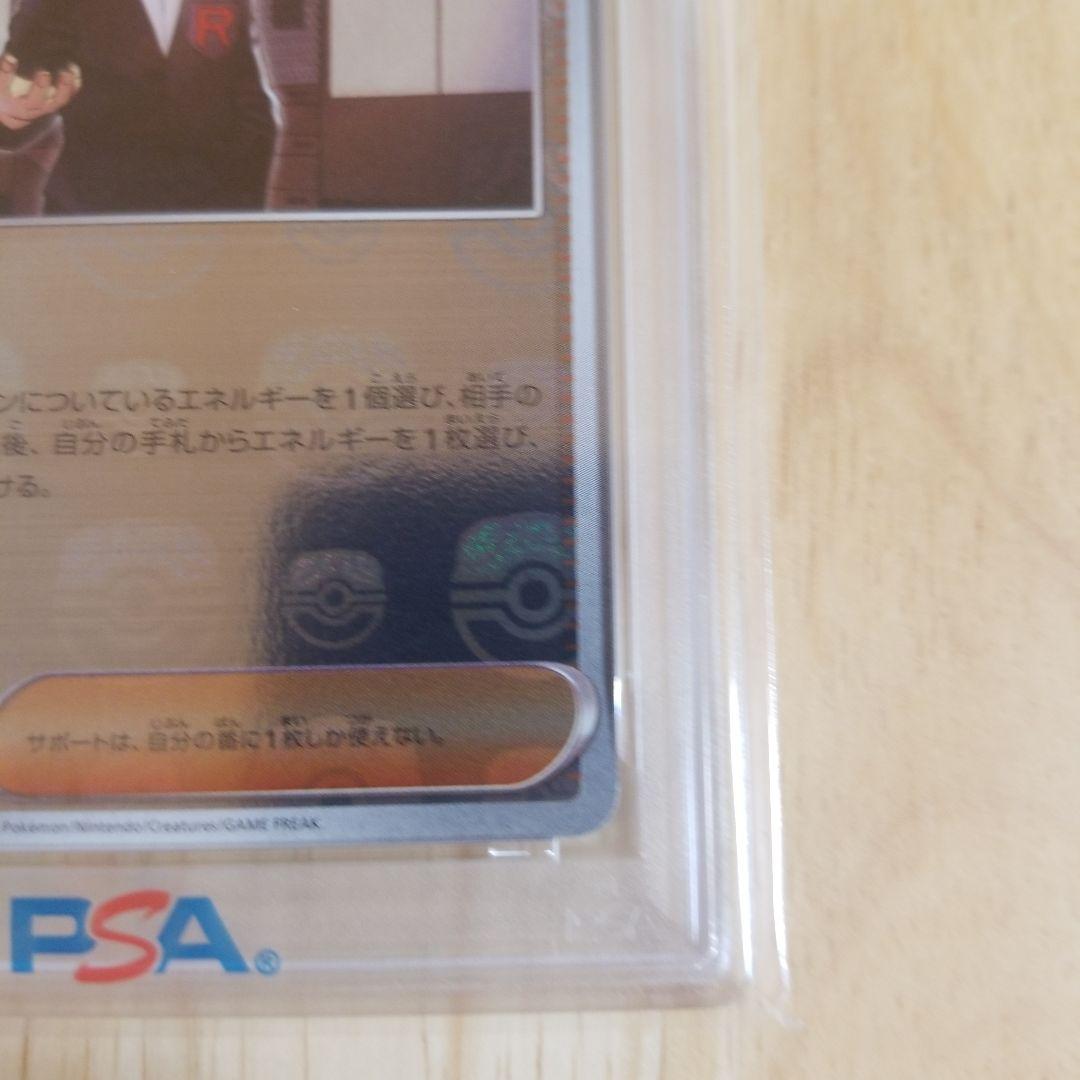 R
ンについているエネルギーを1個選び、相手の
後、自分の手札からエネルギーを1枚選び、
ける。
サポートは、自分の番に1枚しか使えない。
Pokémon/Nintendo/Creatures/GAME FREAK
PSA®